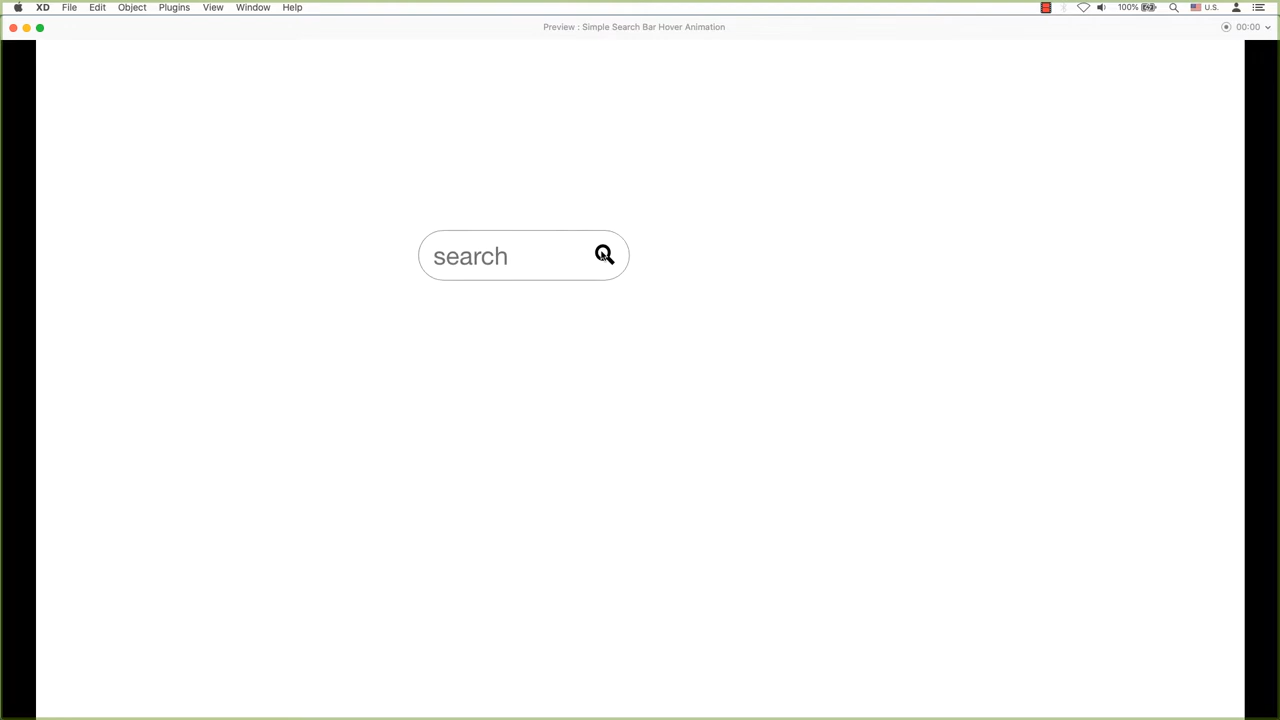 XD File Edit Object Plugins View Window Help 100% U.S.
Preview : Simple Search Bar Hover Animation 00:00
search